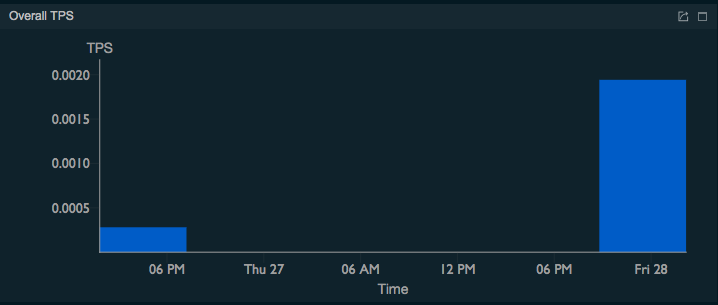 Overall TPS
TPS
0.0020
0.0015
0.0010
0.0005
06 PM Thu 27 06 AM 12 PM 06 PM Fri 28
Time